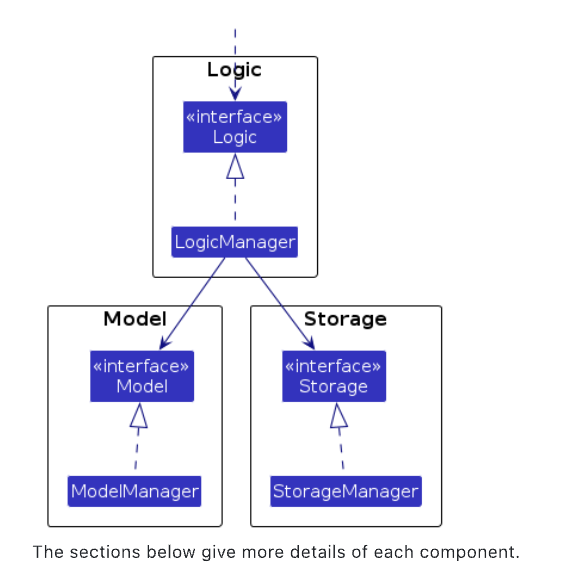 Logic
«interface»
Logic
LogicManager
Model
Storage
«interface»
Model
«interface»
Storage
ModelManager
StorageManager
The sections below give more details of each component.